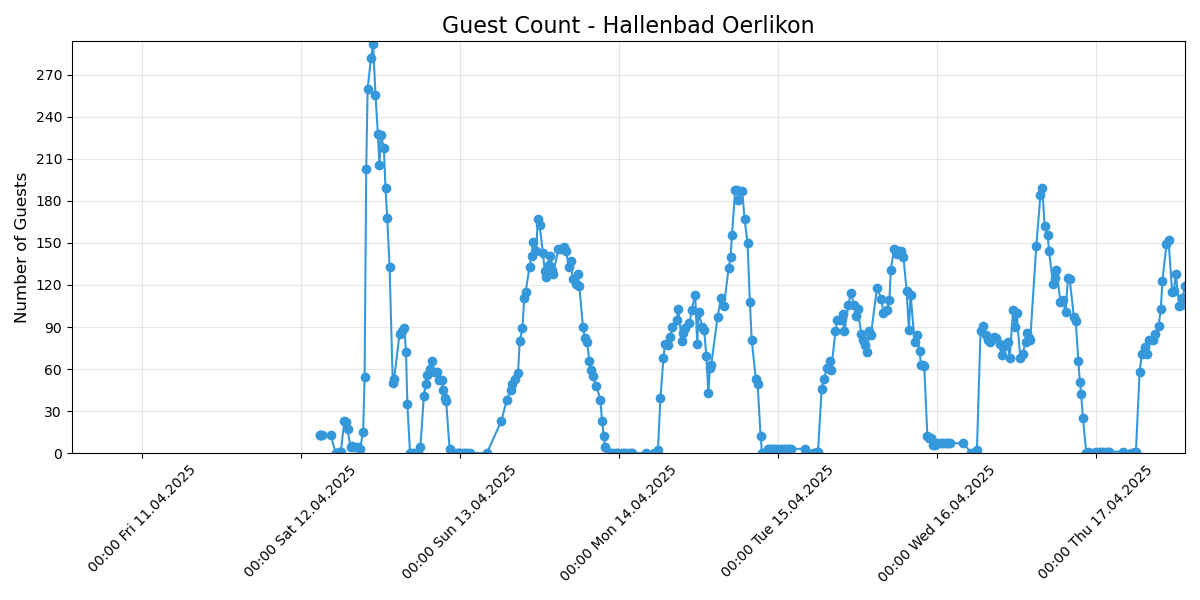 Guest Count - Hallenbad Oerlikon
Number of Guests
270
240
210
180
150
120
90
60
30
0
00:00 Fri 11.04.2025
00:00 Sat 12.04.2025
00:00 Sun 13.04.2025
00:00 Mon 14.04.2025
00:00 Tue 15.04.2025
00:00 Wed 16.04.2025
00:00 Thu 17.04.2025